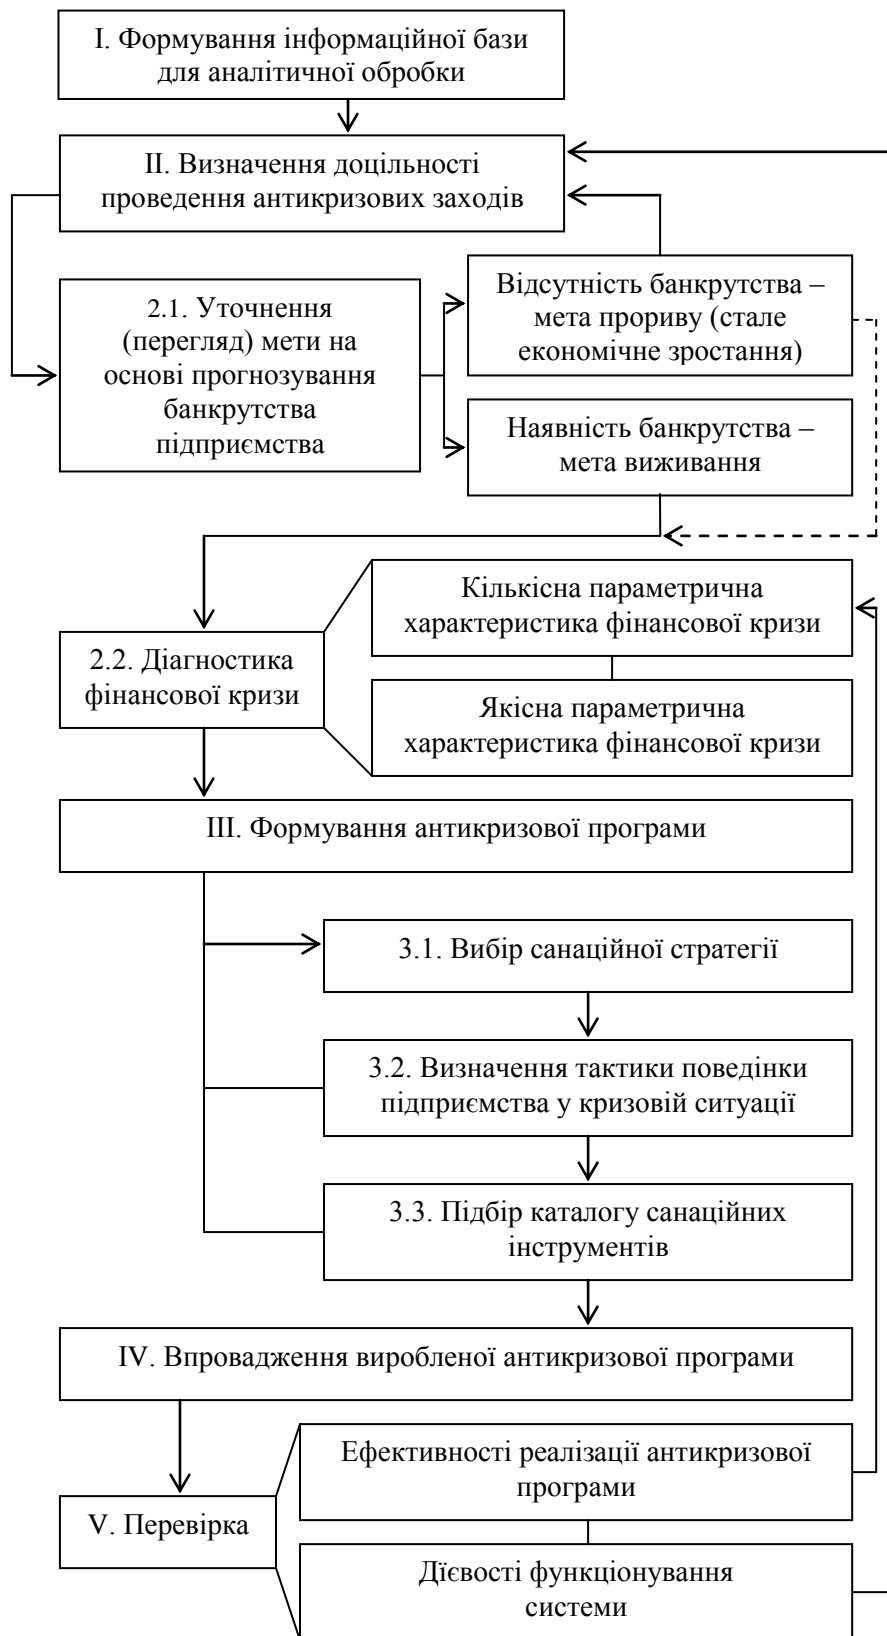 I. Формування інформаційної бази
для аналітичної обробки
II. Визначення доцільності
проведення антикризових заходів
2.1. Уточнення
(перегляд) мети на
основі прогнозування
банкрутства
підприємства
Відсутність банкрутства –
мета прориву (стале
економічне зростання)
Наявність банкрутства –
мета виживання
2.2. Діагностика
фінансової кризи
Кількісна параметрична
характеристика фінансової кризи
Якісна параметрична
характеристика фінансової кризи
III. Формування антикризової програми
3.1. Вибір санаційної стратегії
3.2. Визначення тактики поведінки
підприємства у кризовій ситуації
3.3. Підбір каталогу санаційних
інструментів
IV. Впровадження виробленої антикризової програми
V. Перевірка
Ефективності реалізації антикризової
програми
Дїєвості функціонування
системи